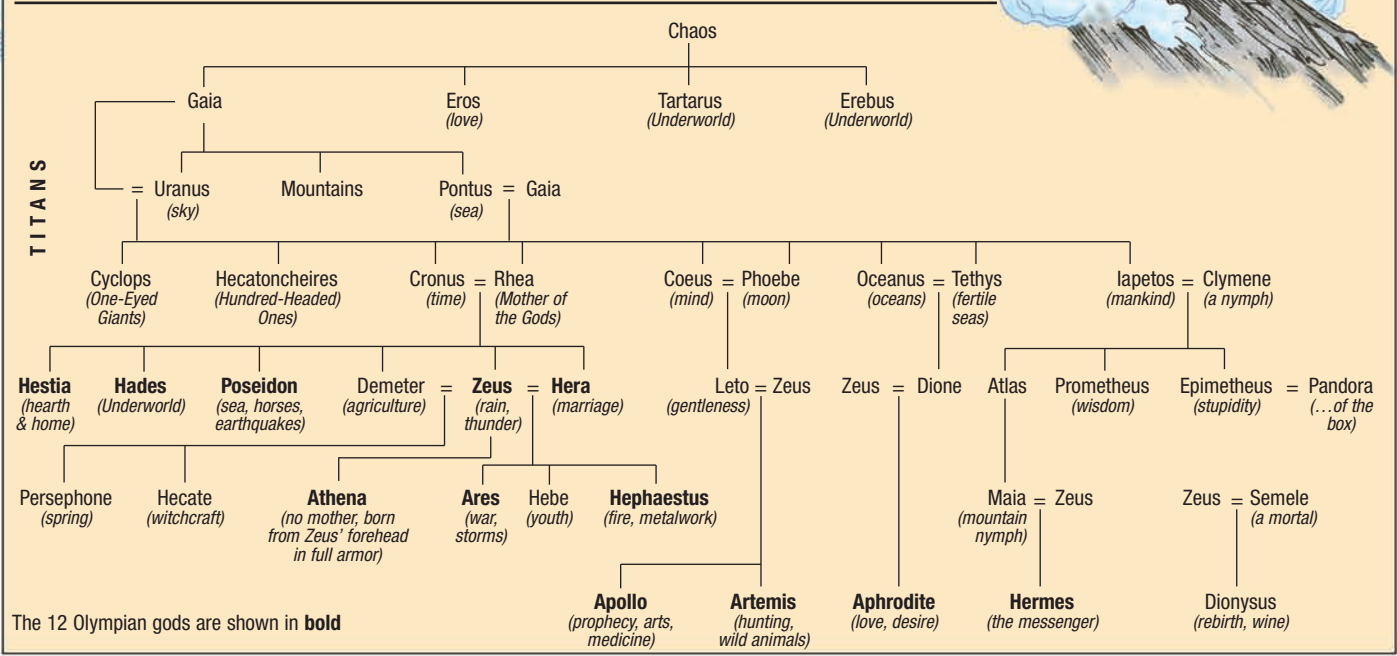 Chaos
Gaia
Eros
(love)
Tartarus
(Underworld)
Erebus
(Underworld)
TITANS
= Uranus
(sky)
Mountains
Pontus = Gaia
(sea)
Cyclops
(One-Eyed
Giants)
Hecatoncheires
(Hundred-Headed)
Ones)
Cronus = Rhea
(time)
(Mother of
the Gods)
Coeus = Phoebe
(mind)
(moon)
Oceanus = Tethys
(oceans)
(fertile
seas)
Iapetos = Clymene
(mankind)
(a nymph)
Hestia
(hearth
& home)
Hades
(Underworld)
Poseidon
(sea, horses,
earthquakes)
Demeter = Zeus = Hera
(agriculture)
(rain,
thunder)
(marriage)
Leto = Zeus
(gentleness)
Zeus = Dione
Atlas
Prometheus
(wisdom)
Epimetheus = Pandora
(stupidity)
(...of the
box)
Persephone
(spring)
Hecate
(witchcraft)
Athena
(no mother, born
from Zeus' forehead
in full armor)
Ares
(war,
storms)
Hebe
(youth)
Hephaestus
(fire, metalwork)
Maia = Zeus
(mountain
nymph)
Zeus = Semele
(a mortal)
Apollo
(prophecy, arts,
medicine)
Artemis
(hunting,
wild animals)
Aphrodite
(love, desire)
Hermes
(the messenger)
Dionysus
(rebirth, wine)
The 12 Olympian gods are shown in bold